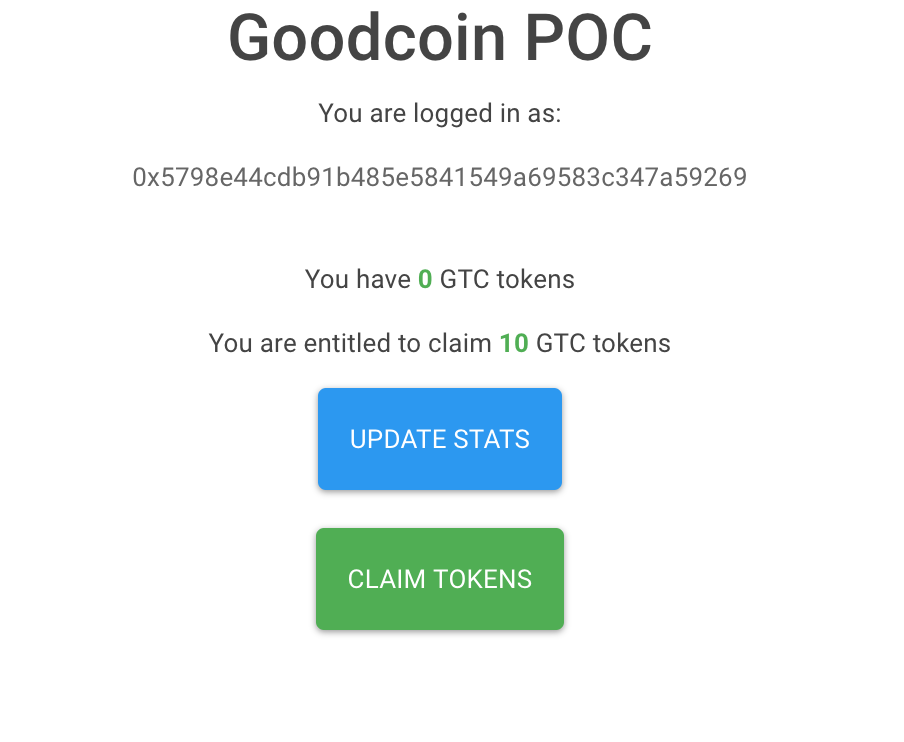 Goodcoin POC
You are logged in as:
0x5798e44cdb91b485e5841549a69583c347a59269
You have 0 GTC tokens
You are entitled to claim 10 GTC tokens
UPDATE STATS
CLAIM TOKENS